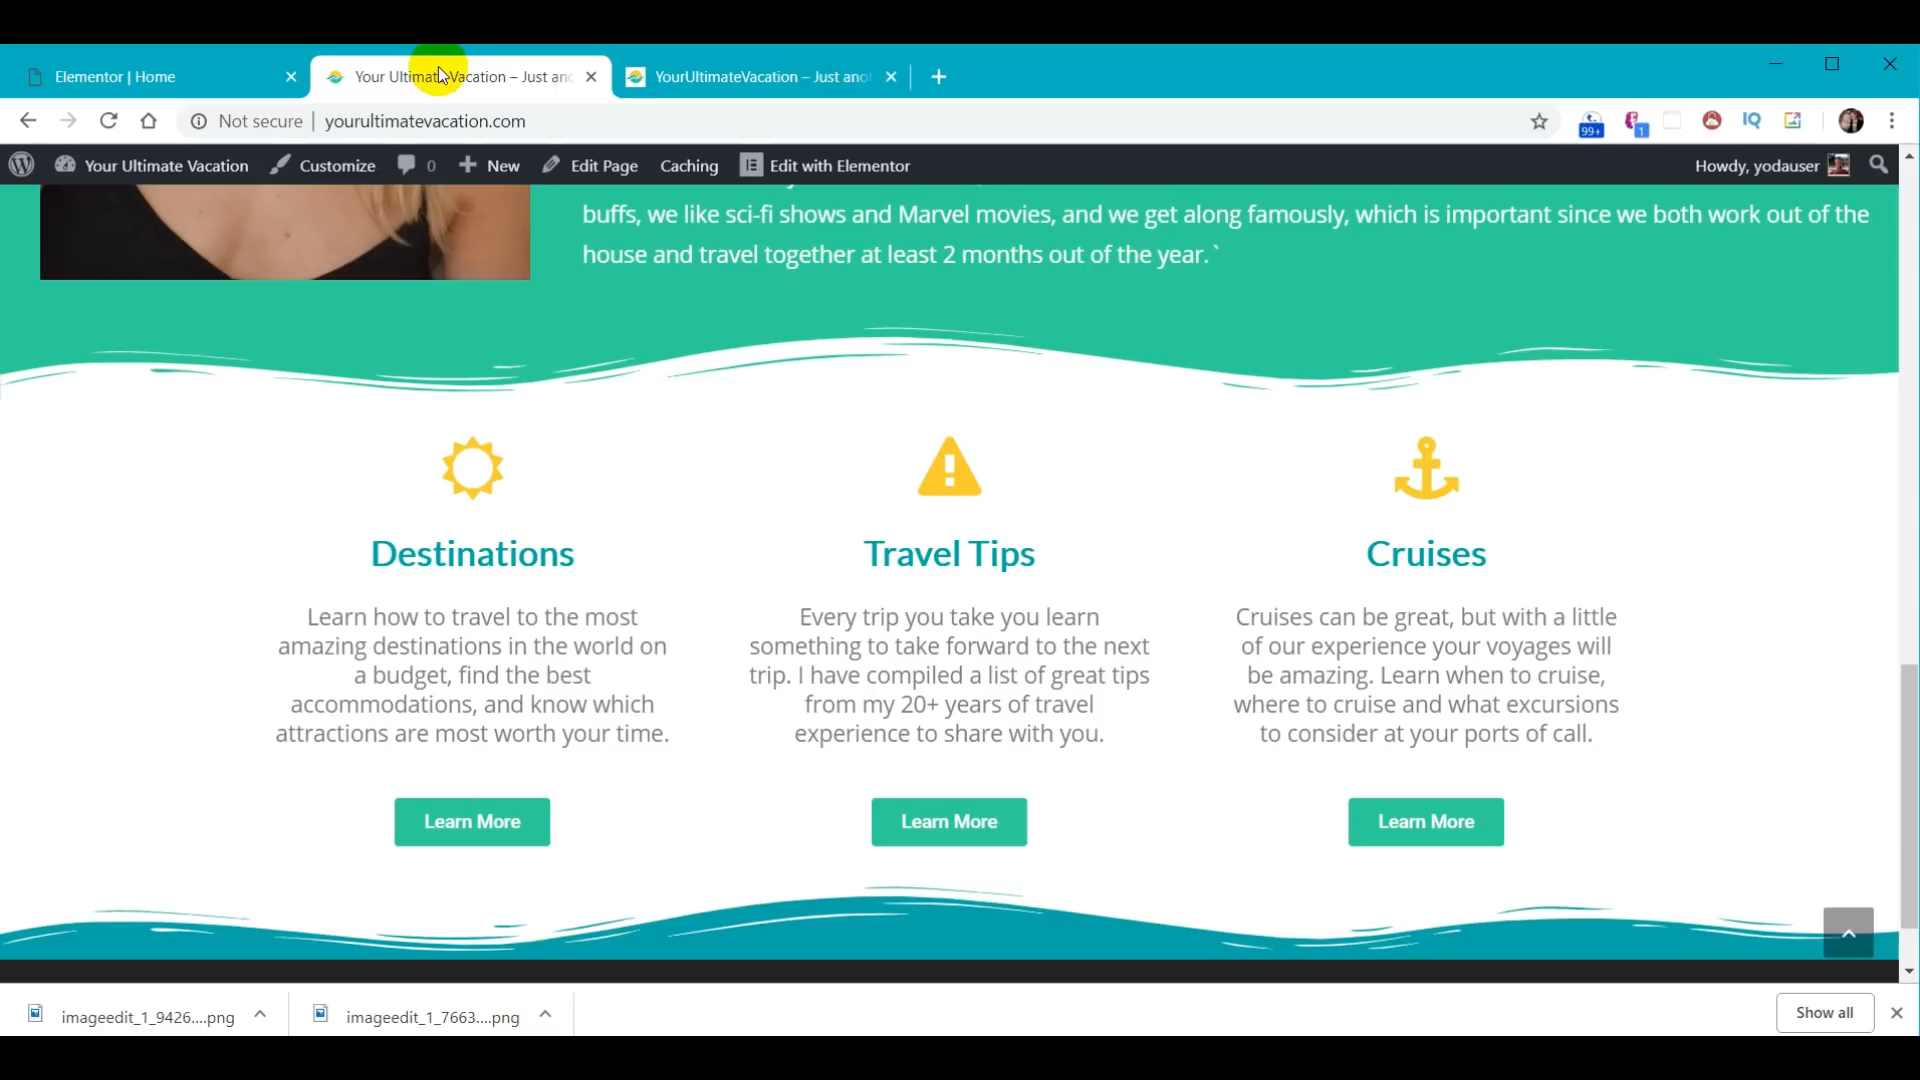 Elementor | Home
Your Ultimate Vacation – Just ano
YourUltimateVacation – Just anot
Not secure | yourultimatevacation.com
99+
1
IQ
Your Ultimate Vacation
Customize
0
New
Edit Page
Caching
Edit with Elementor
Howdy, yodauser
buffs, we like sci-fi shows and Marvel movies, and we get along famously, which is important since we both work out of the
house and travel together at least 2 months out of the year.`
Destinations
Learn how to travel to the most
amazing destinations in the world on
a budget, find the best
accommodations, and know which
attractions are most worth your time.
Learn More
Travel Tips
Every trip you take you learn
something to take forward to the next
trip. I have compiled a list of great tips
from my 20+ years of travel
experience to share with you.
Learn More
Cruises
Cruises can be great, but with a little
of our experience your voyages will
be amazing. Learn when to cruise,
where to cruise and what excursions
to consider at your ports of call.
Learn More
imageedit_1_9426....png
imageedit_1_7663....png
Show all